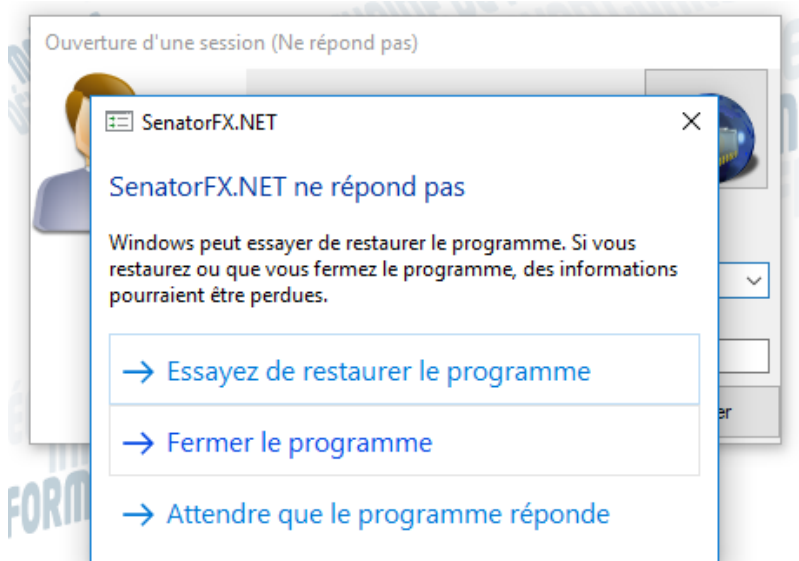 Ouverture d'une session (Ne répond pas)
SenatorFX.NET
SenatorFX.NET ne répond pas
Windows peut essayer de restaurer le programme. Si vous
restaurez ou que vous fermez le programme, des informations
pourraient être perdues.
Essayez de restaurer le programme
er
Fermer le programme
Attendre que le programme réponde